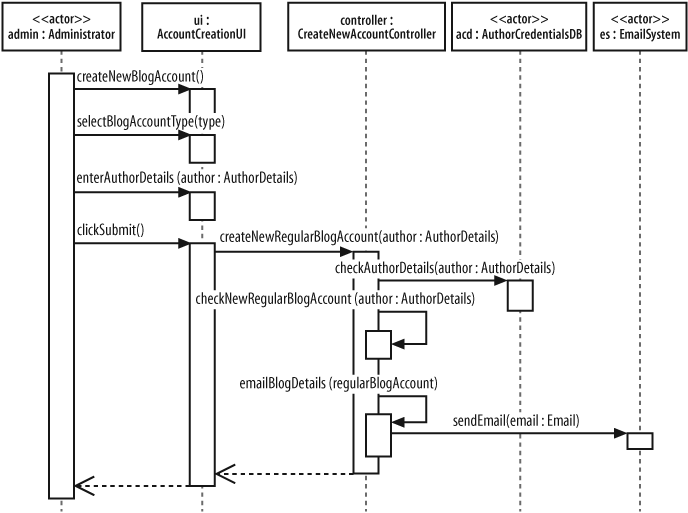 <<actor>>
admin : Administrator
ui :
AccountCreationUI
controller :
CreateNewAccountController
<<actor>>
acd : AuthorCredentialsDB
<<actor>>
es : EmailSystem
createNewBlogAccount()
selectBlogAccountType(type)
enterAuthorDetails (author : AuthorDetails)
clickSubmit()
createNewRegularBlogAccount(author : AuthorDetails)
checkAuthorDetails(author : AuthorDetails)
checkNewRegularBlogAccount (author : AuthorDetails)
emailBlogDetails (regularBlogAccount)
sendEmail(email : Email)